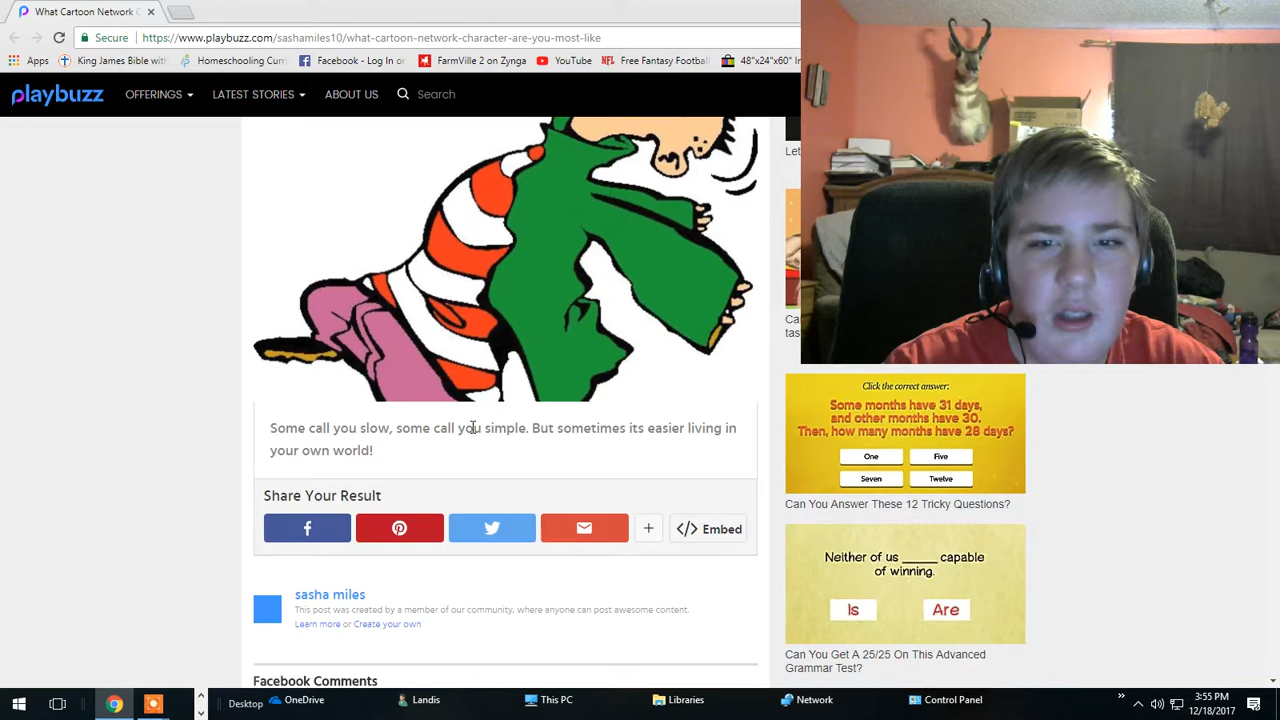 What Cartoon Network C
Secure
https://www.playbuzz.com/sashamiles10/what-cartoon-network-character-are-you-most-like
Apps
King James Bible with
Homeschooling Curr
Facebook - Log In or
FarmVille 2 on Zynga
YouTube
Free Fantasy Football
48"x24"x60"
playbuzz
OFFERINGS
LATEST STORIES
ABOUT US
Search
Let
Ca
tas
Some call you slow, some call you simple. But sometimes its easier living in
your own world!
Share Your Result
</> Embed
sasha miles
This post was created by a member of our community, where anyone can post awesome content.
Learn more or Create your own
Facebook Comments
Click the correct answer:
Some months have 31 days,
and other months have 30.
Then, how many months have 28 days?
One
Five
Seven
Twelve
Can You Answer These 12 Tricky Questions?
Neither of us ______ capable
of winning.
Is
Are
Can You Get A 25/25 On This Advanced
Grammar Test?
Desktop
OneDrive
Landis
This PC
Libraries
Network
Control Panel
3:55 PM
12/18/2017